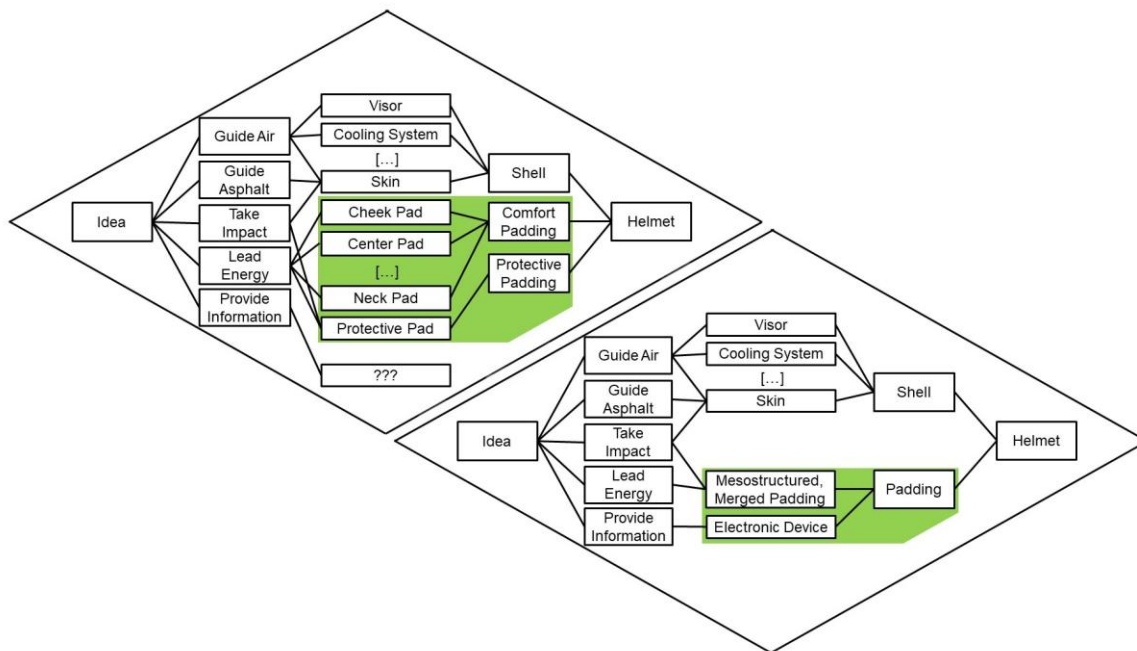 Visor
Guide Air
Cooling System
[...]
Guide
Asphalt
Skin
Shell
Idea
Take
Impact
Cheek Pad
Comfort
Padding
Helmet
Center Pad
Lead
Energy
[...]
Protective
Padding
Provide
Information
Neck Pad
Protective Pad
???
Visor
Guide Air
Cooling System
[...]
Guide
Asphalt
Skin
Shell
Idea
Take
Impact
Helmet
Lead
Energy
Mesostructured,
Merged Padding
Padding
Provide
Information
Electronic Device